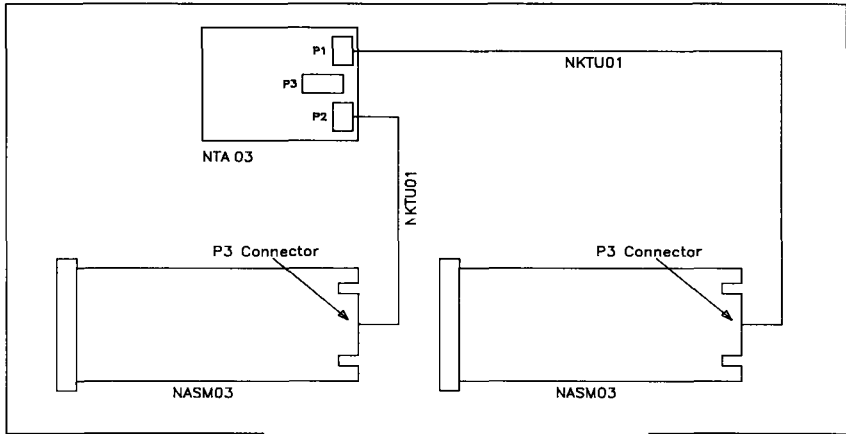 P1
NKTU01
P3
P2
NTA 03
NKTU01
P3 Connector
P3 Connector
NASM03
NASM03